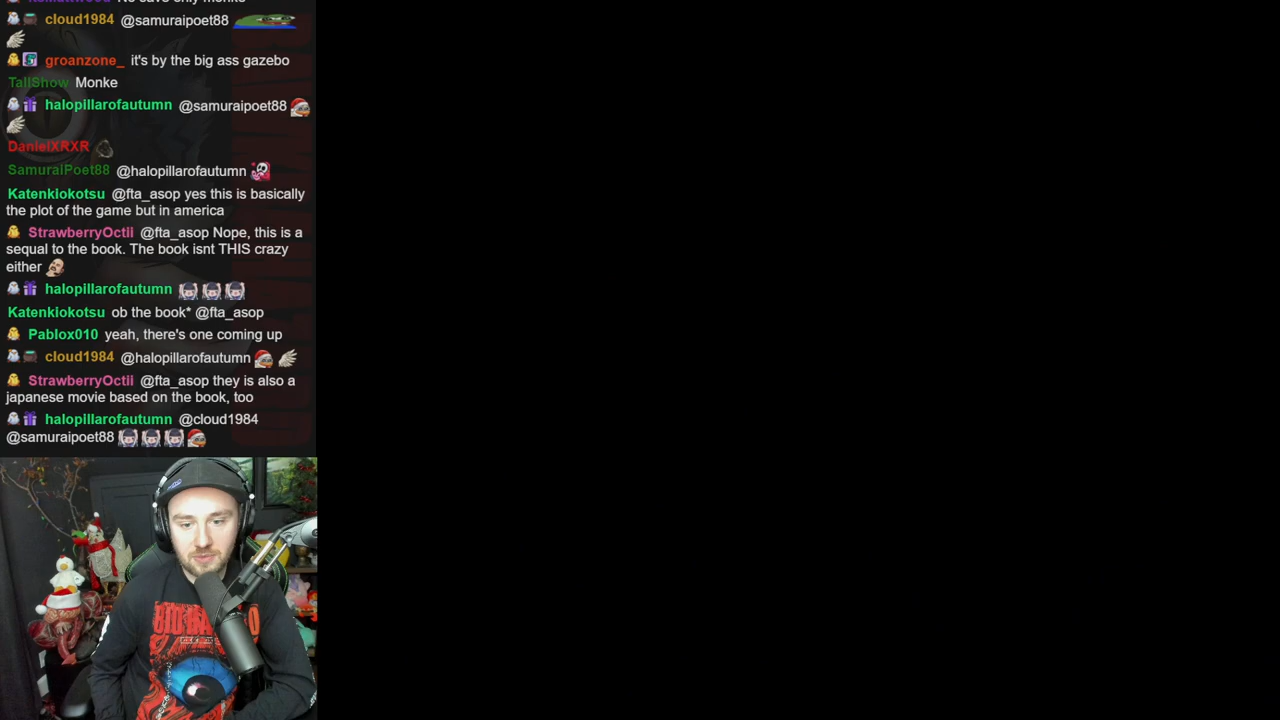 cloud1984 @samuraipoet88
groanzone_ it's by the big ass gazebo
TallShow Monke
halopillarofautumn @samuraipoet88
DanielXRXR
SamuraiPoet88 @halopillarofautumn
Katenkiokotsu @fta_asop yes this is basically
the plot of the game but in america
StrawberryOctii @fta_asop Nope, this is a
sequal to the book. The book isnt THIS crazy
either
halopillarofautumn
Katenkiokotsu ob the book* @fta_asop
Pablox010 yeah, there's one coming up
cloud1984 @halopillarofautumn
StrawberryOctii @fta_asop they is also a
japanese movie based on the book, too
halopillarofautumn @cloud1984
@samuraipoet88